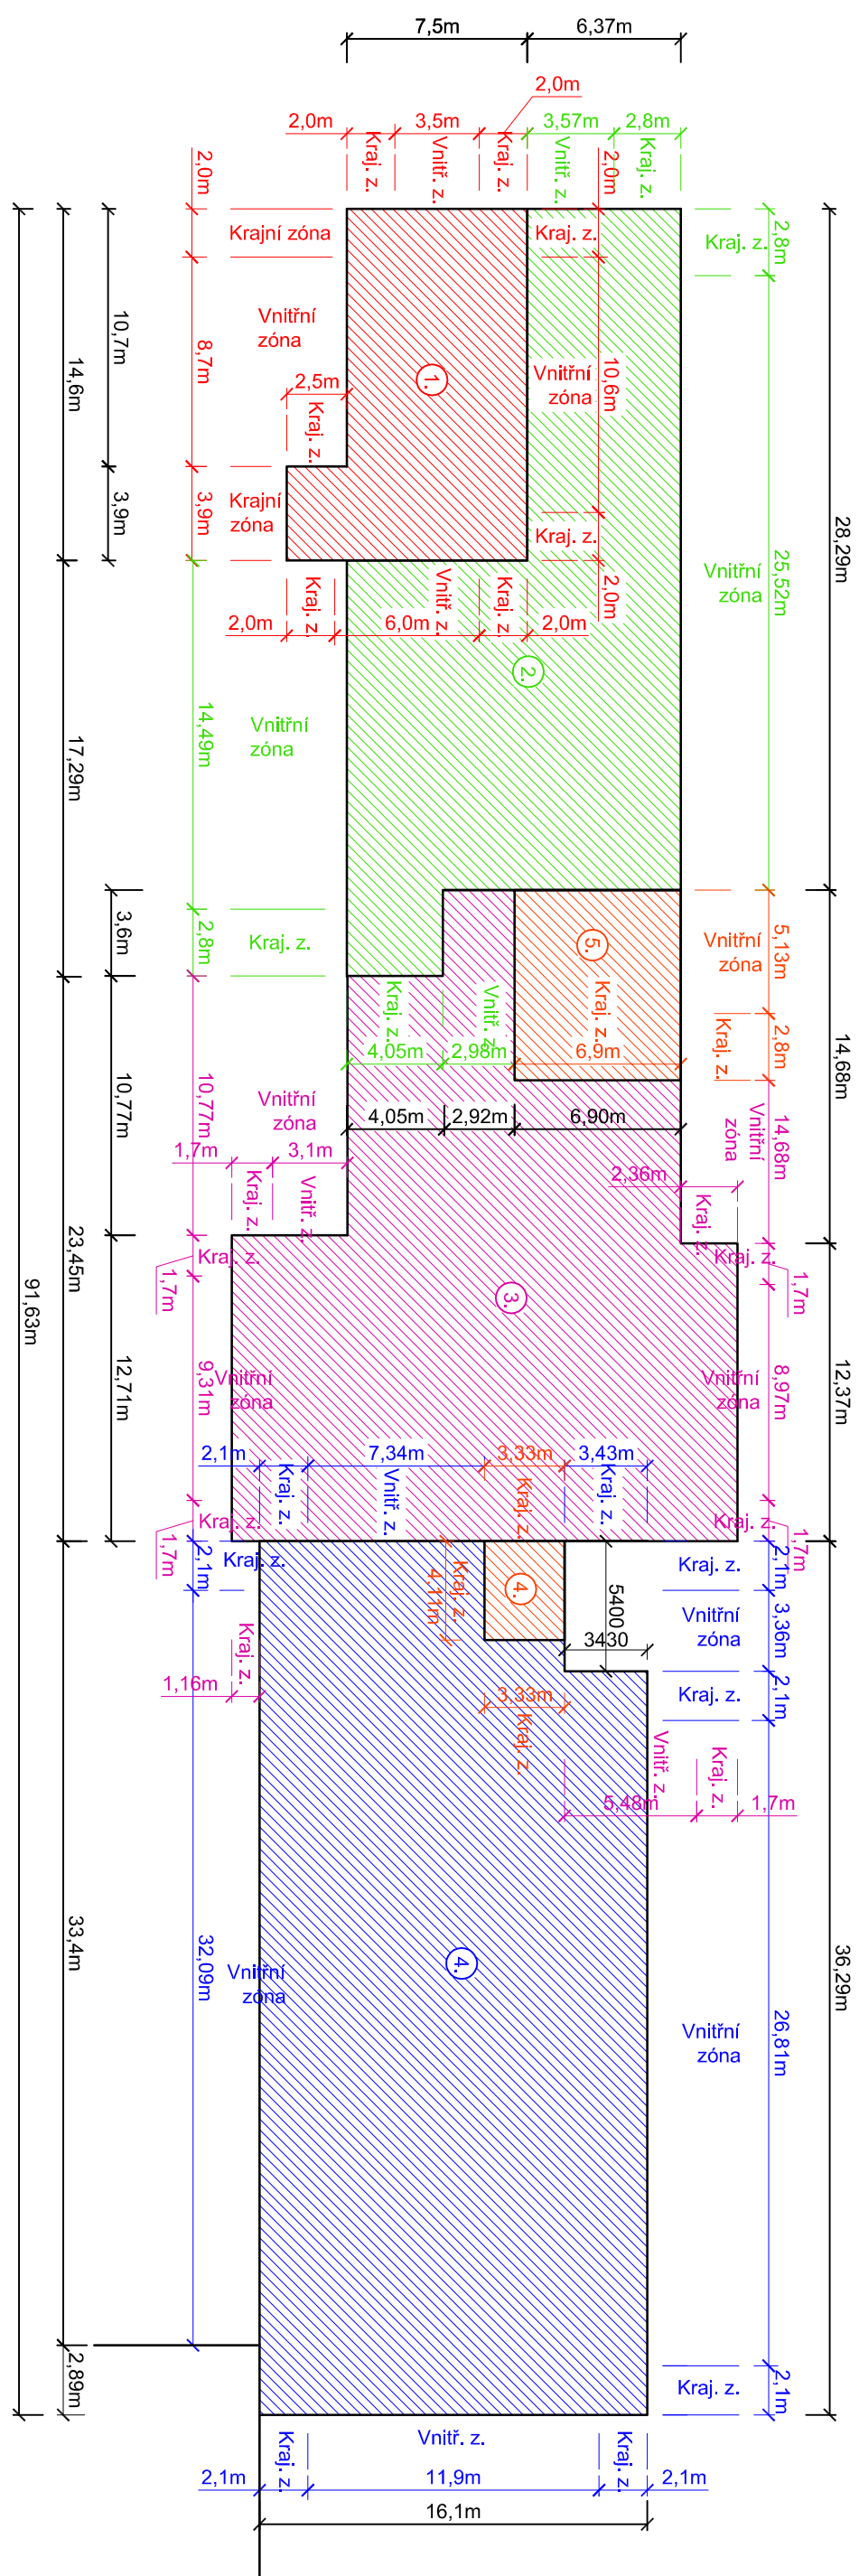 7,5m
6,37m
2,0m
2,0m
3,5m
3,57m
2,8m
Kraj. z.
Vnitř. z.
Kraj. z.
Vnitř. z.
Kraj. z.
2,0m
2,0m
Krajní zóna
Kraj. z.
Kraj. z.
2,8m
Vnitřní
zóna
10,7m
14,6m
8,7m
2,5m
Kraj. z.
1.
Vnitřní
zóna
10,6m
3,9m
3,9m
Krajní
zóna
Kraj. z.
2,0m
28,29m
25,52m
Vnitřní
zóna
Kraj. z.
Vnitř. z.
Kraj. z.
2,0m
6,0m
2,0m
2.
17,29m
14,49m
Vnitřní
zóna
3,6m
2,8m
Kraj. z.
5.
Vnitřní
zóna
5,13m
Kraj. z.
Vnitř. z.
Kraj. z.
4,05m
2,98m
6,9m
Kraj. z.
2,8m
14,68m
10,77m
10,77m
Vnitřní
zóna
4,05m
2,92m
6,90m
Vnitřní
zóna
14,68m
1,7m
3,1m
Kraj. z.
Vnitř. z.
2,36m
Kraj. z.
91,63m
23,45m
12,71m
Kraj. z.
1,7m
3.
Kraj. z.
1,7m
9,31m
Vnitřní
zóna
Vnitřní
zóna
8,97m
12,37m
2,1m
7,34m
3,33m
3,43m
Kraj. z.
Vnitř. z.
Kraj. z.
Kraj. z.
Kraj. z.
1,7m
Kraj. z.
1,7m
2,1m
Kraj. z.
Kraj. z.
4,11m
4.
5400
3430
Kraj. z.
2,1m
Vnitřní
zóna
3,36m
Kraj. z.
1,16m
3,33m
Kraj. z.
Kraj. z.
2,1m
Vnitř. z.
Kraj. z.
5,48m
1,7m
33,4m
32,09m
Vnitřní
zóna
4.
Vnitřní
zóna
26,81m
36,29m
2,89m
Kraj. z.
2,1m
Kraj. z.
Vnitř. z.
Kraj. z.
2,1m
11,9m
2,1m
16,1m